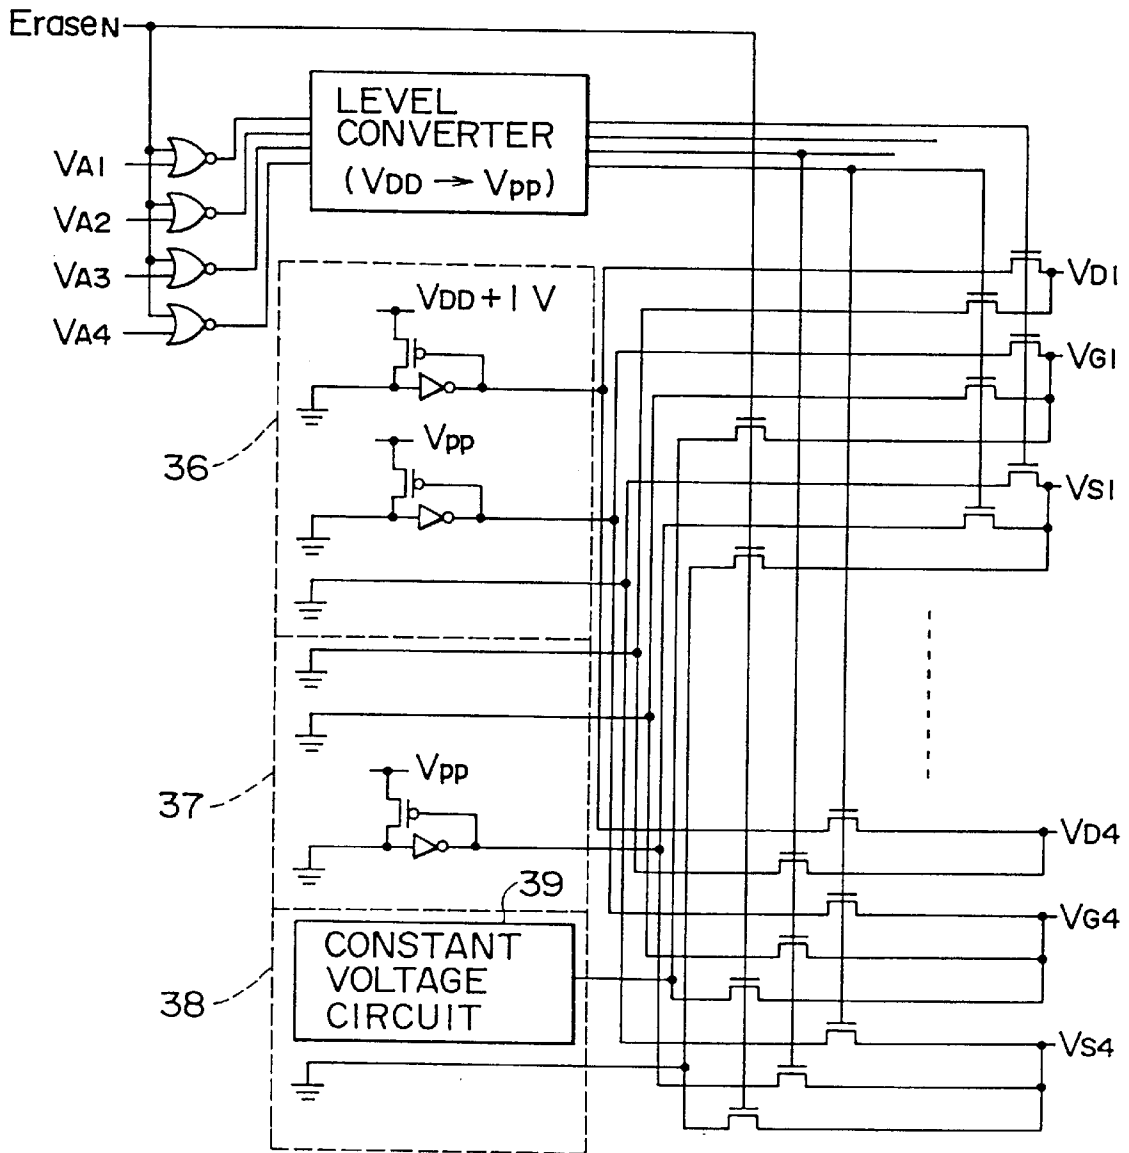 EraseN
LEVEL
CONVERTER
(VDD → VPP)
VA1
VA2
VA3
VA4
VDD+1 V
VPP
36
VD1
VG1
VS1
37
VPP
38
39
CONSTANT
VOLTAGE
CIRCUIT
VD4
VG4
VS4